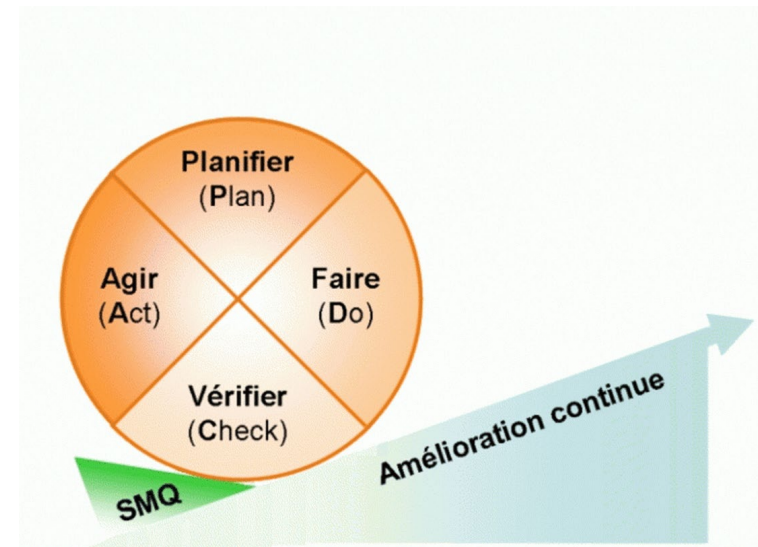 Planifier
(Plan)
Agir
(Act)
Faire
(Do)
Vérifier
(Check)
SMQ
Amélioration continue